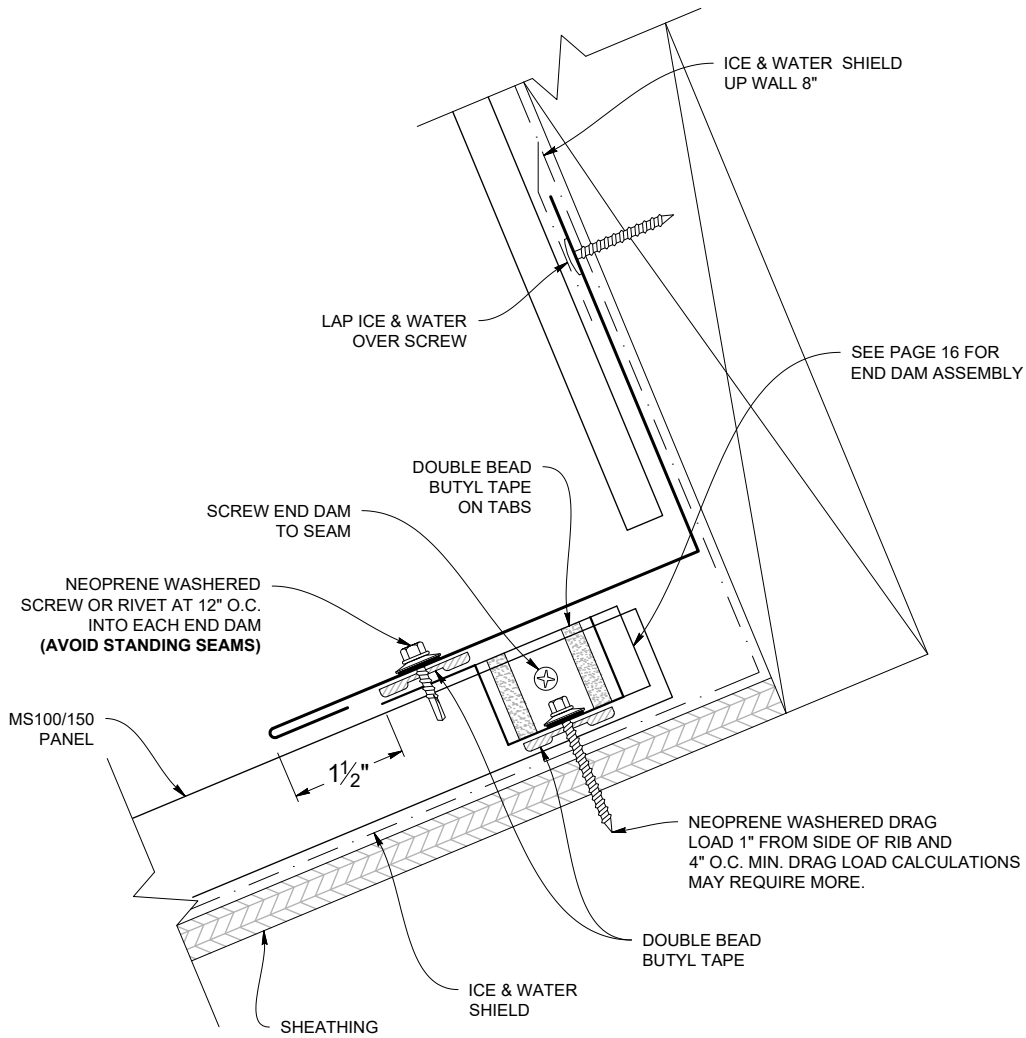 ICE & WATER SHIELD
UP WALL 8"
LAP ICE & WATER
OVER SCREW
SEE PAGE 16 FOR
END DAM ASSEMBLY
DOUBLE BEAD
BUTYL TAPE
ON TABS
SCREW END DAM
TO SEAM
NEOPRENE WASHERED
SCREW OR RIVET AT 12" O.C.
INTO EACH END DAM
(AVOID STANDING SEAMS)
MS100/150
PANEL
1½"
NEOPRENE WASHERED DRAG
LOAD 1" FROM SIDE OF RIB AND
4" O.C. MIN. DRAG LOAD CALCULATIONS
MAY REQUIRE MORE.
DOUBLE BEAD
BUTYL TAPE
ICE & WATER
SHIELD
SHEATHING